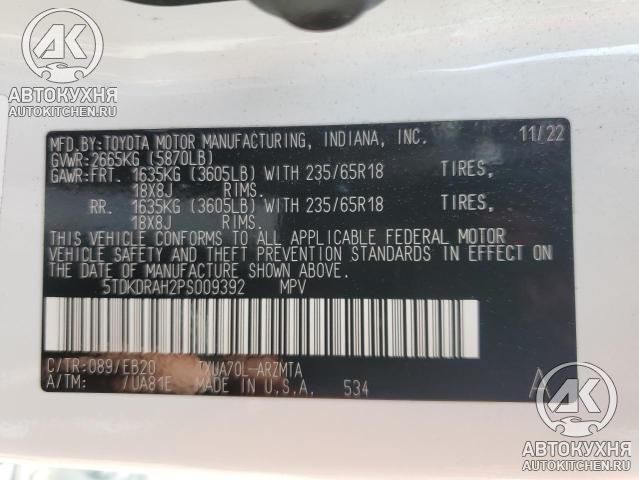 АК
АВТОКУХНЯ
AUTOKITCHEN.RU
MFD.BY:TOYOTA MOTOR MANUFACTURING, INDIANA, INC. 11/22
GVWR:2665KG (5870LB)
GAWR:FRT. 1635KG (3605LB) WITH 235/65R18 TIRES,
18X8J RIMS.
RR. 1635KG (3605LB) WITH 235/65R18 TIRES,
18X8J RIMS.
THIS VEHICLE CONFORMS TO ALL APPLICABLE FEDERAL MOTOR
VEHICLE SAFETY AND THEFT PREVENTION STANDARDS IN EFFECT ON
THE DATE OF MANUFACTURE SHOWN ABOVE.
5TDKDRAH2PS009392 MPV
C/TR:089/EB20 TXUA70L-ARZMTA
A/TM: /UA81E MADE IN U.S.A. 534 A
АК
АВТОКУХНЯ
AUTOKITCHEN.RU